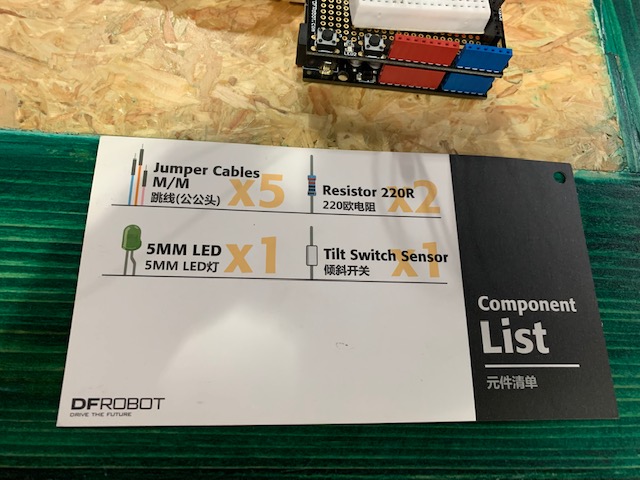 Component
List
元件清单
Jumper Cables
M/M
跳线(公公头)
X5
Resistor 220R
220欧电阻
X2
5MM LED
5MM LED灯
X1
Tilt Switch Sensor
倾斜开关
X1
DFROBOT
DRIVE THE FUTURE